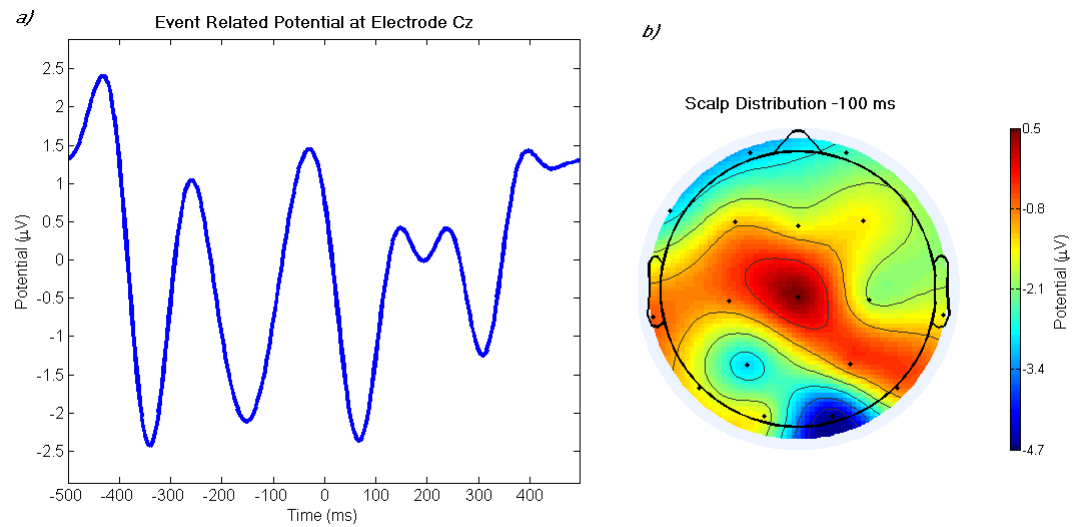 a)
Event Related Potential at Electrode Cz
2.5
2
1.5
1
0.5
0
-0.5
-1
-1.5
-2
-2.5
Potential (μV)
-500 -400 -300 -200 -100 0 100 200 300 400
Time (ms)
b)
Scalp Distribution -100 ms
0.5
-0.8
-2.1
-3.4
-4.7
Potential (μV)